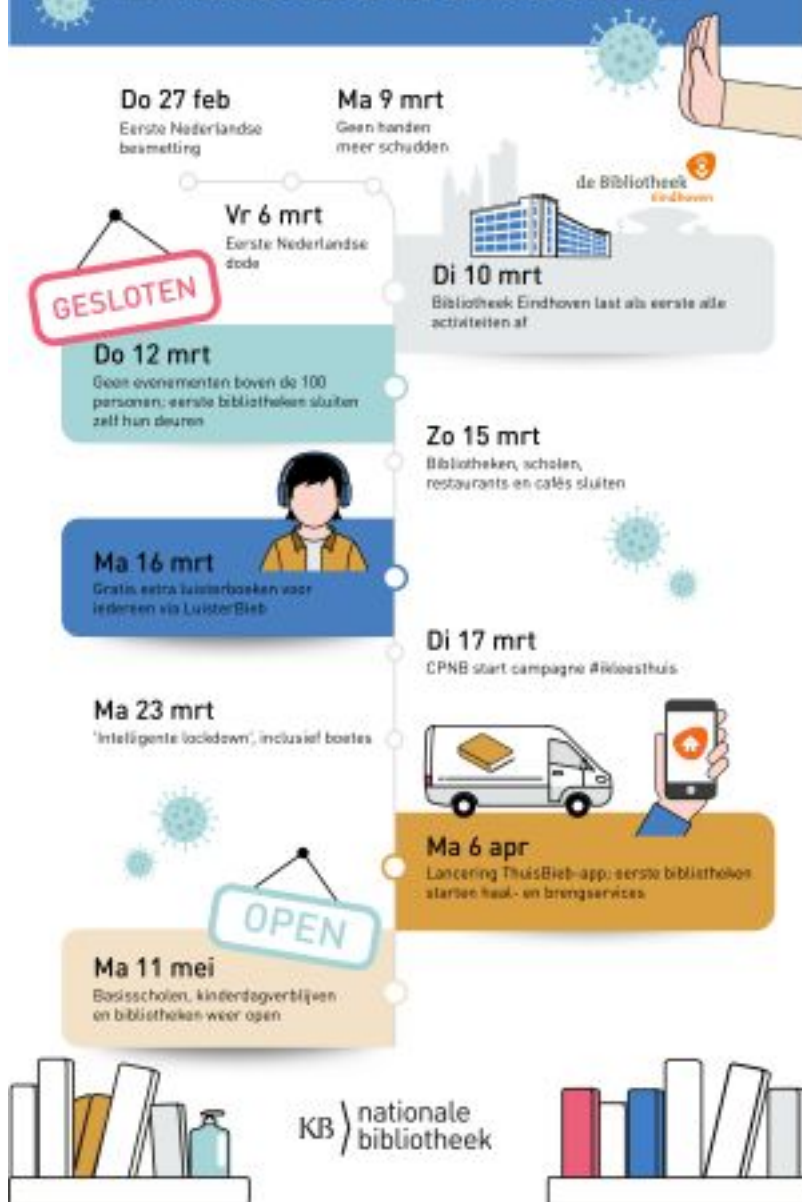 Do 27 feb
Eerste Nederlandse
besmetting
Ma 9 mrt
Geen handen
meer schudden
Vr 6 mrt
Eerste Nederlandse
dode
de Bibliotheek
eindhoven
GESLOTEN
Di 10 mrt
Bibliotheek Eindhoven last als eerste alle
activiteiten af
Do 12 mrt
Geen evenementen boven de 100
personen; eerste bibliotheken sluiten
zelf hun deuren
Zo 15 mrt
Bibliotheken, scholen,
restaurants en cafés sluiten
Ma 16 mrt
Gratis extra luisterboeken voor
iedereen via LuisterBieb
Di 17 mrt
CPNB start campagne #ikleesthuis
Ma 23 mrt
'Intelligente lockdown', inclusief boetes
Ma 6 apr
Lancering ThuisBieb-app; eerste bibliotheken
starten haal- en brengservices
OPEN
Ma 11 mei
Basisscholen, kinderdagverblijven
en bibliotheken weer open
KB nationale
bibliotheek